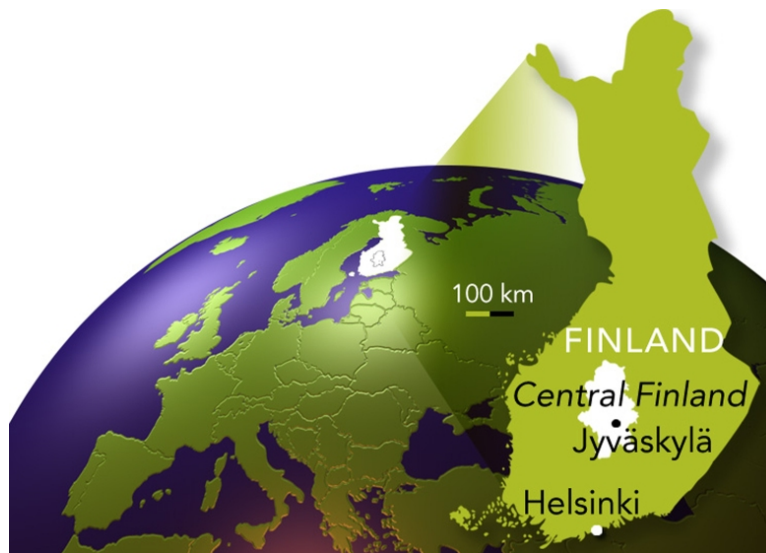 100 km
FINLAND
Central Finland
Jyväskylä
Helsinki